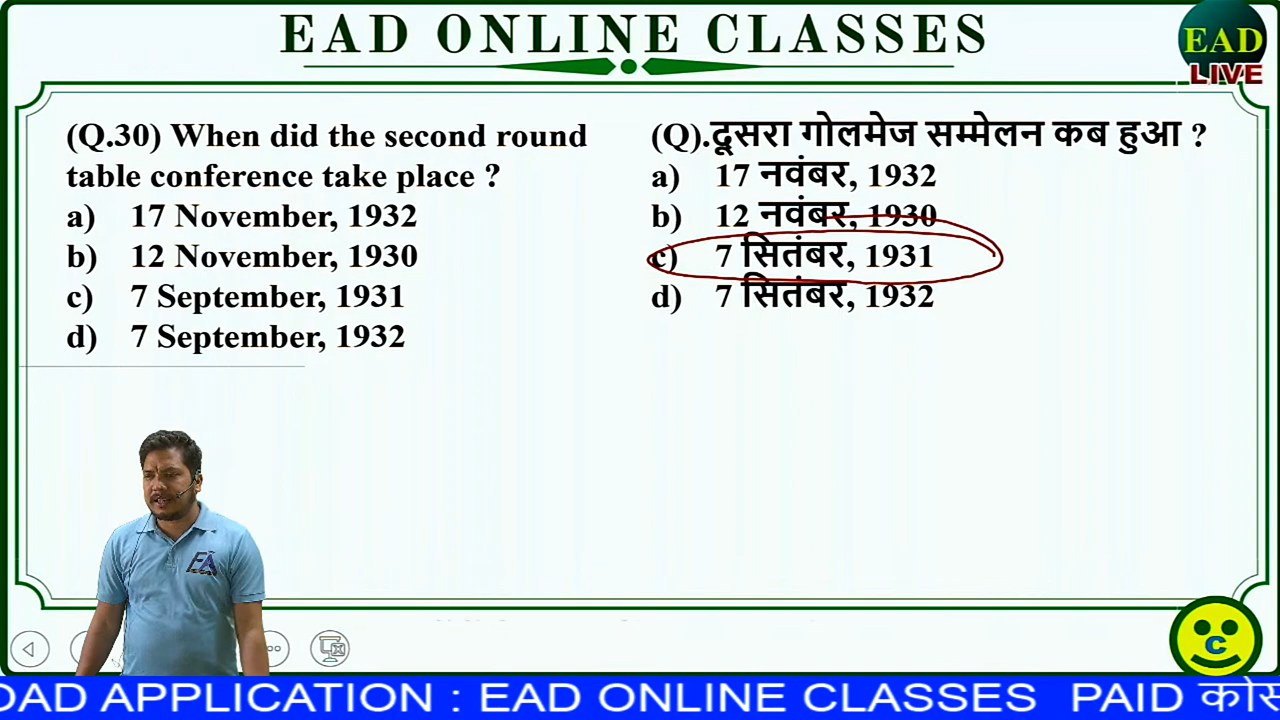 EAD ONLINE CLASSES
EAD
LIVE
(Q.30) When did the second round
table conference take place ?
a) 17 November, 1932
b) 12 November, 1930
c) 7 September, 1931
d) 7 September, 1932
(Q).दूसरा गोलमेज सम्मेलन कब हुआ ?
a) 17 नवंबर, 1932
b) 12 नवंबर, 1930
c) 7 सितंबर, 1931
d) 7 सितंबर, 1932
EA
C
OAD APPLICATION : EAD ONLINE CLASSES PAID